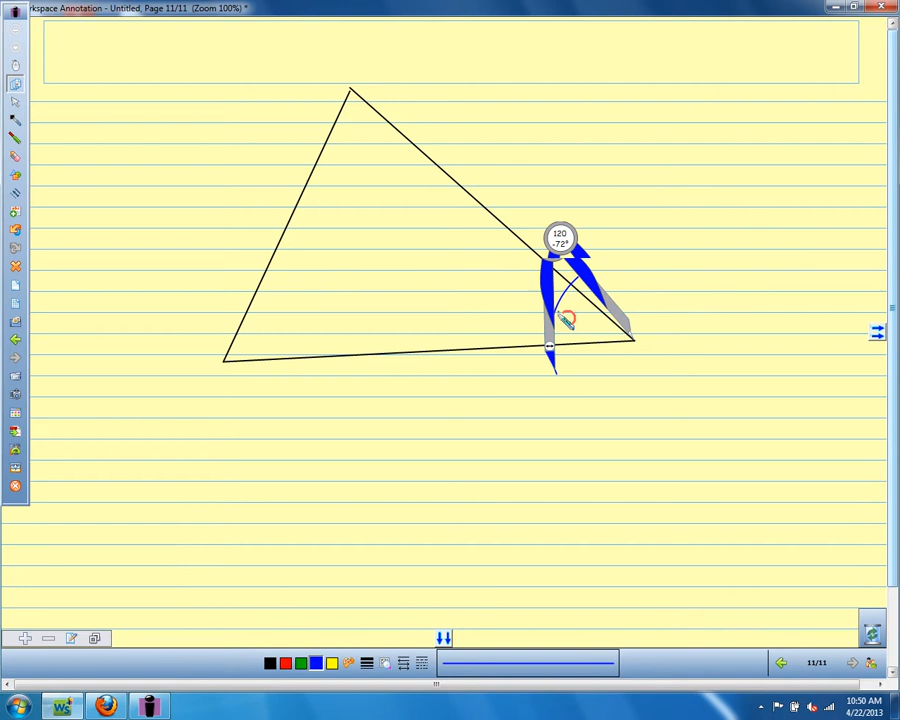 rkspace Annotation - Untitled, Page 11/11 (Zoom 100%) *
120
-72°
11/11
10:50 AM
4/22/2013